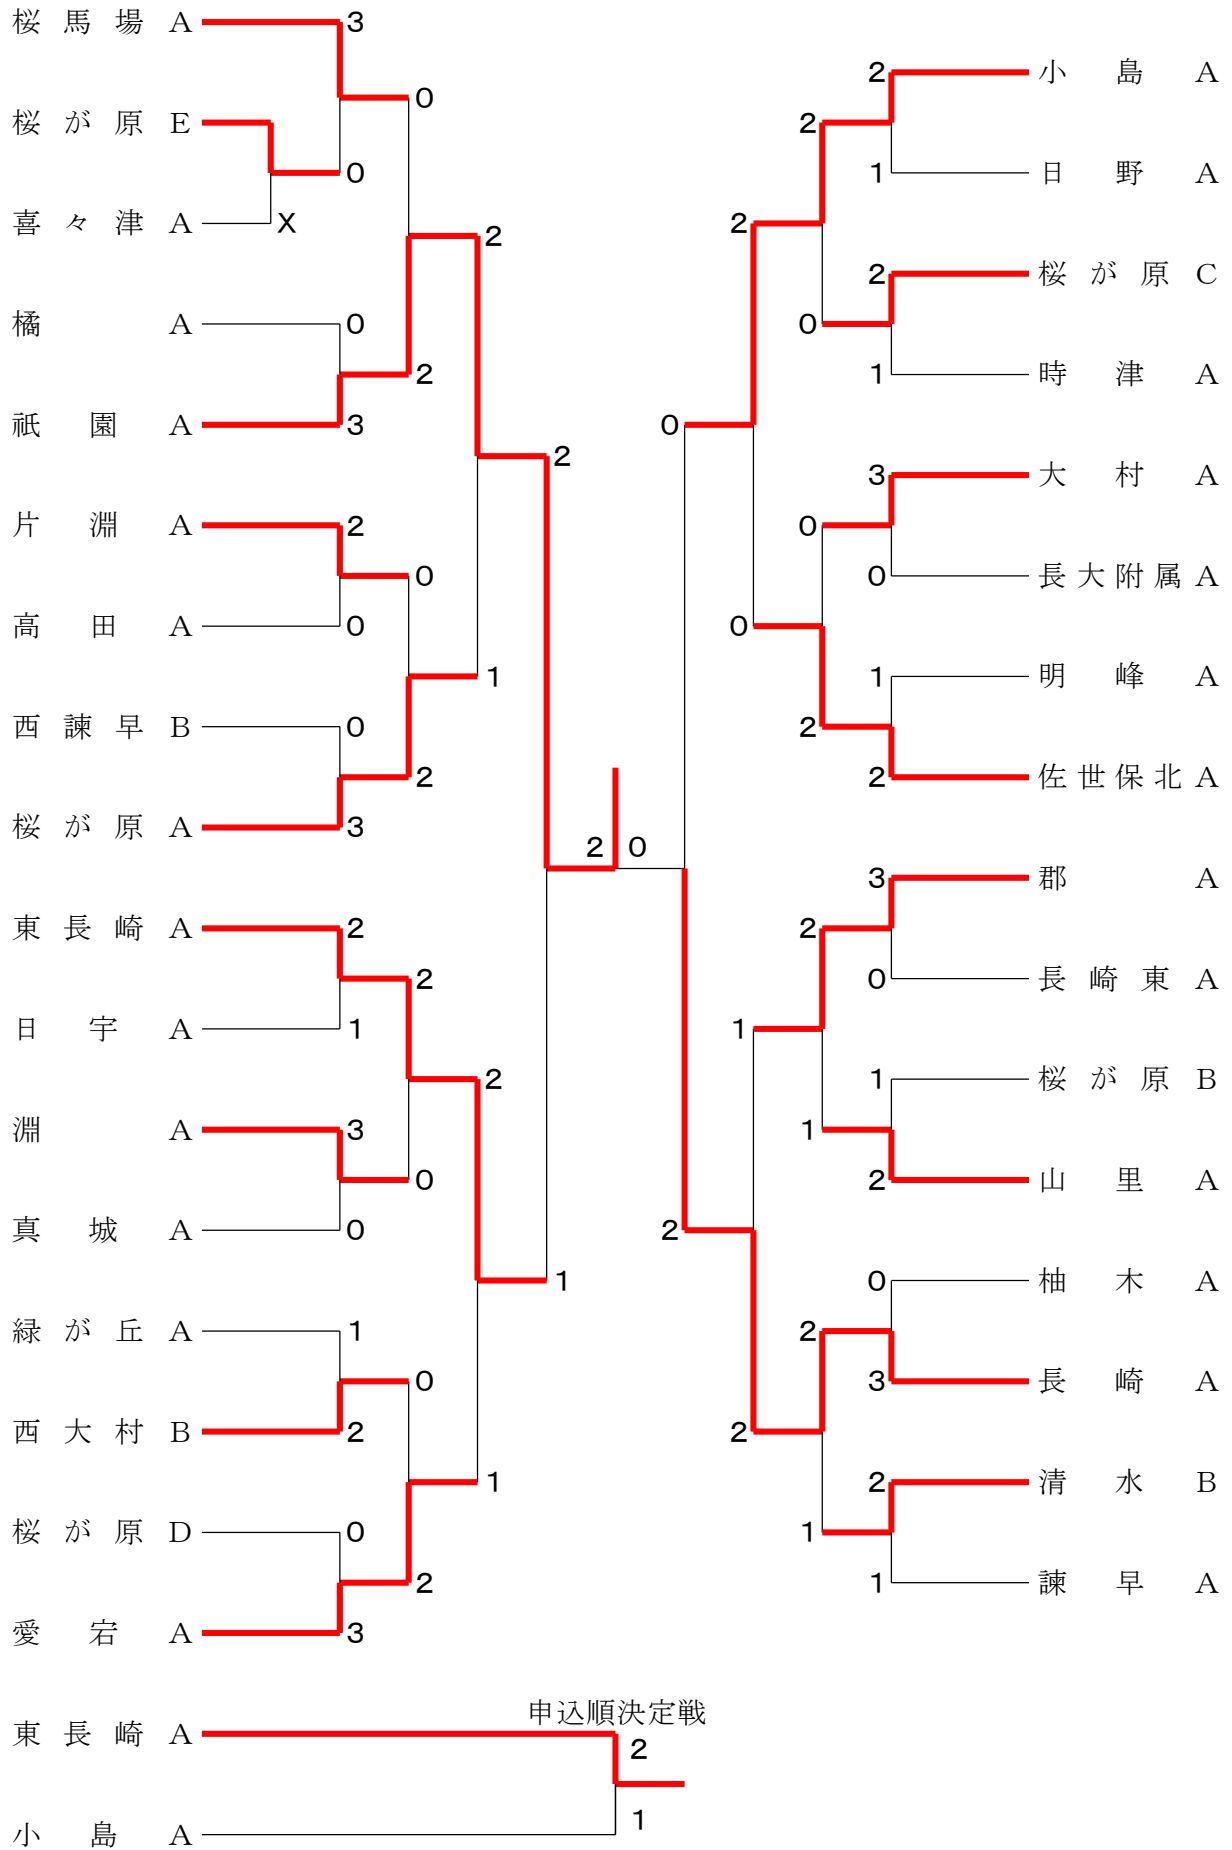 桜馬場 A
3
0
桜が原 E
0
喜々津 A
X
2
橘 A
0
2
祇園 A
3
2
片淵 A
2
0
高田 A
0
1
西諫早 B
0
2
桜が原 A
3
2 0
東長崎 A
2
2
日宇 A
1
2
淵 A
3
0
真城 A
0
1
緑が丘 A
1
0
西大村 B
2
1
桜が原 D
0
2
愛宕 A
3
2
小島 A
2
1
日野 A
2
2
桜が原 C
0
1
時津 A
0
3
大村 A
0
0
長大附属 A
0
1
明峰 A
2
2
佐世保北 A
3
郡 A
2
0
長崎東 A
1
1
桜が原 B
1
2
山里 A
2
0
柚木 A
2
3
長崎 A
2
2
清水 B
1
1
諫早 A
申込順決定戦
東長崎 A
2
1
小島 A